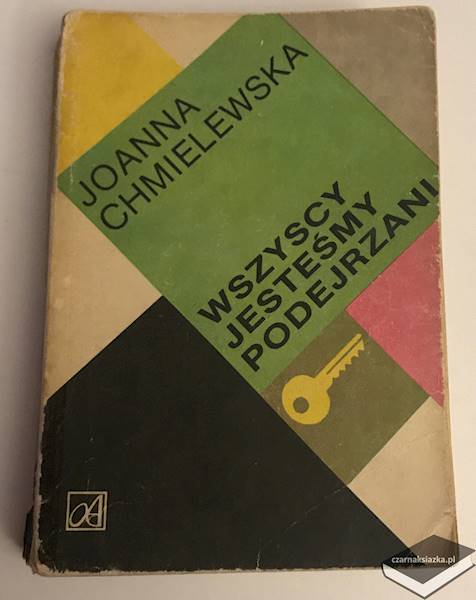 JOANNA
CHMIELEWSKA
WSZYSCY
JESTEŚMY
PODEJRZANI
czarnaksiazka.pl